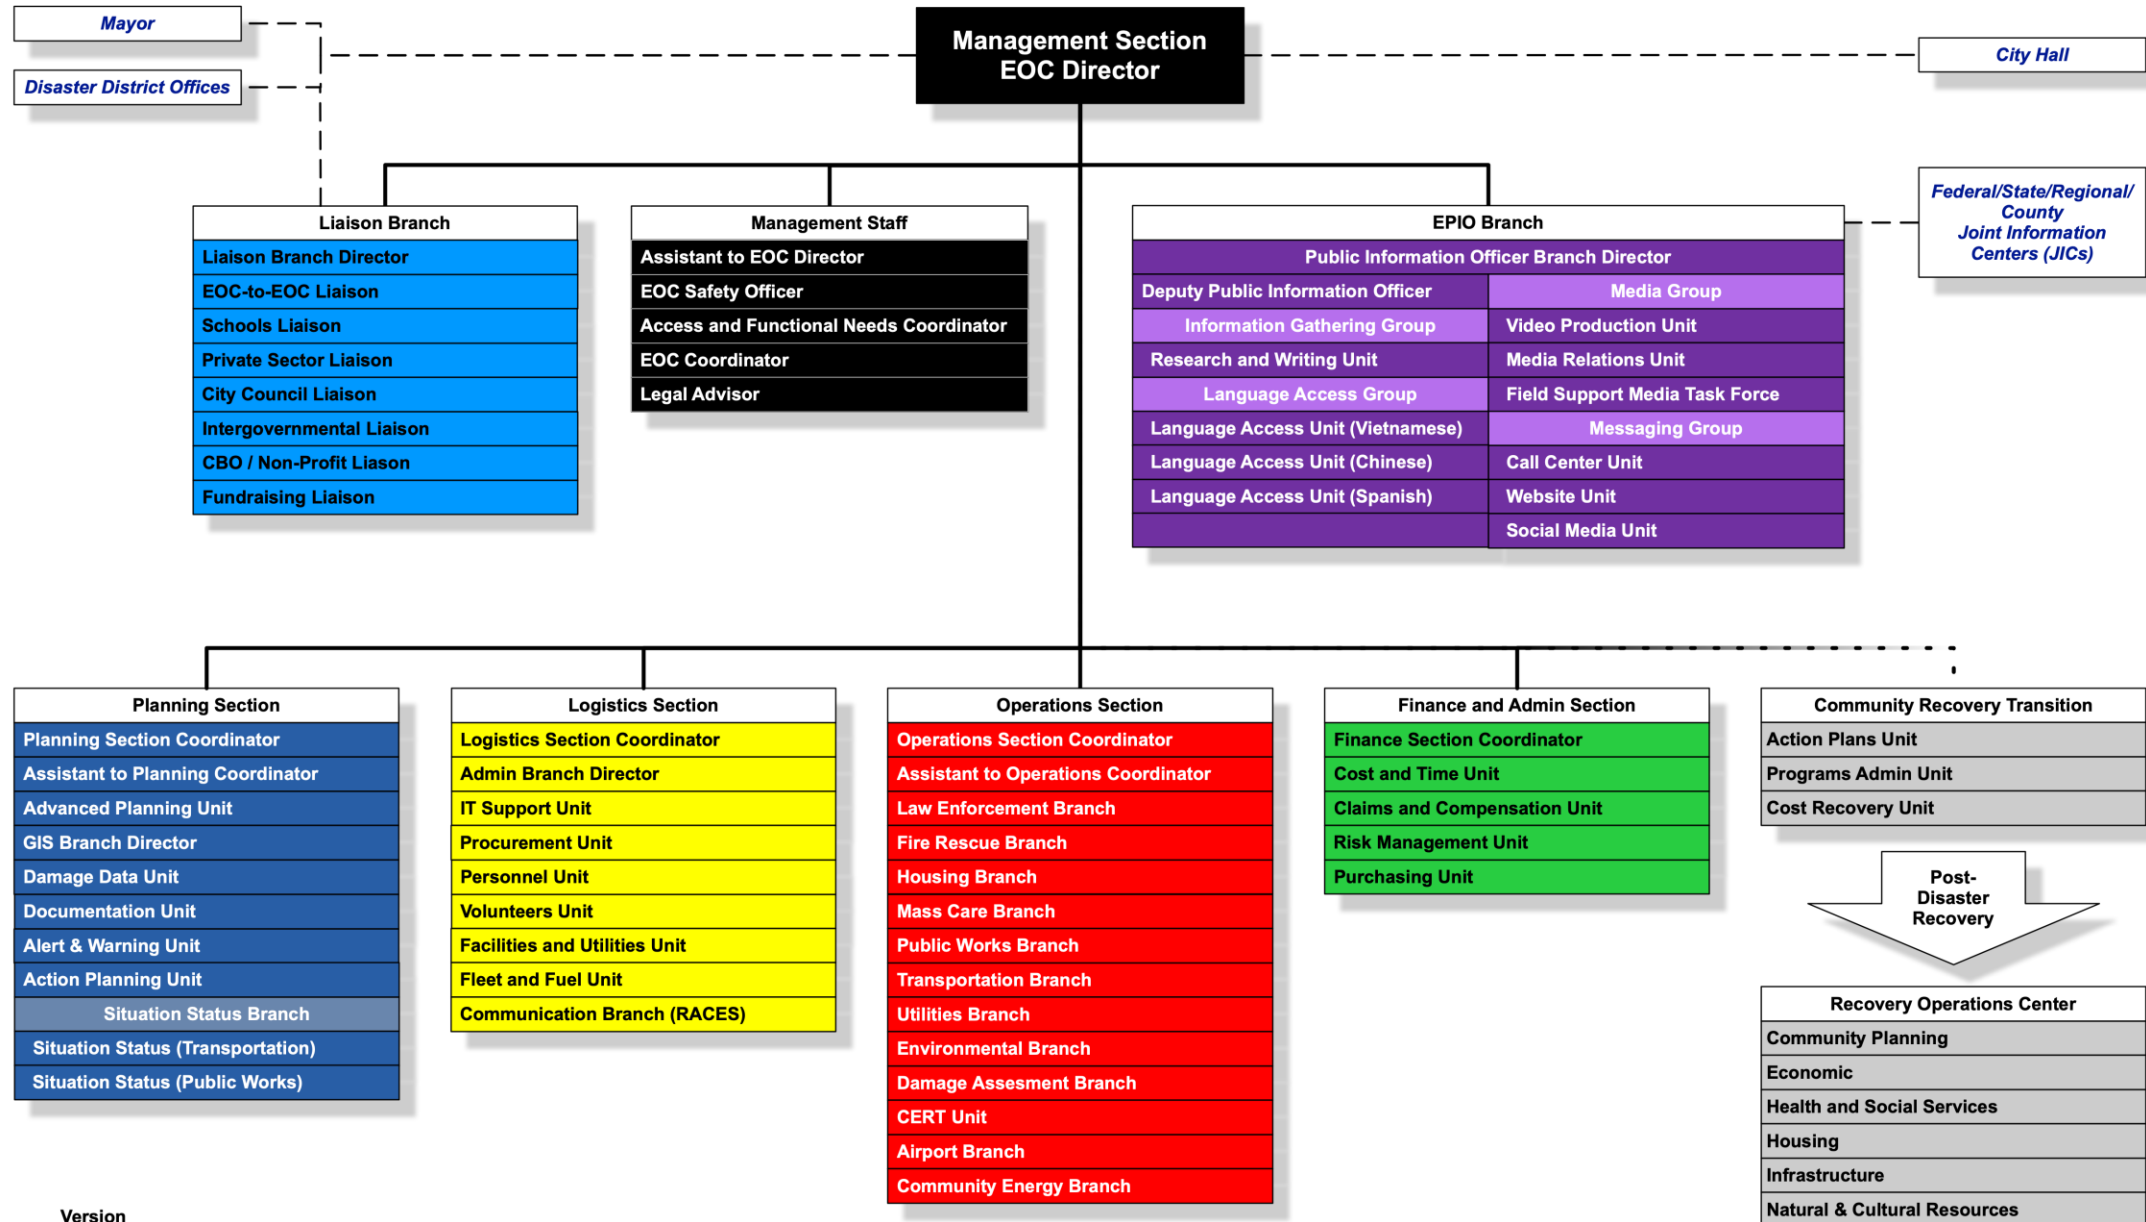 Mayor
Disaster District Offices
Management Section
EOC Director
City Hall
Federal/State/Regional/
County
Joint Information
Centers (JICs)
Liaison Branch
Liaison Branch Director
EOC-to-EOC Liaison
Schools Liaison
Private Sector Liaison
City Council Liaison
Intergovernmental Liaison
CBO / Non-Profit Liason
Fundraising Liaison
Management Staff
Assistant to EOC Director
EOC Safety Officer
Access and Functional Needs Coordinator
EOC Coordinator
Legal Advisor
EPIO Branch
Public Information Officer Branch Director
Deputy Public Information Officer
Information Gathering Group
Research and Writing Unit
Language Access Group
Language Access Unit (Vietnamese)
Language Access Unit (Chinese)
Language Access Unit (Spanish)
Media Group
Video Production Unit
Media Relations Unit
Field Support Media Task Force
Messaging Group
Call Center Unit
Website Unit
Social Media Unit
Planning Section
Planning Section Coordinator
Assistant to Planning Coordinator
Advanced Planning Unit
GIS Branch Director
Damage Data Unit
Documentation Unit
Alert & Warning Unit
Action Planning Unit
Situation Status Branch
Situation Status (Transportation)
Situation Status (Public Works)
Logistics Section
Logistics Section Coordinator
Admin Branch Director
IT Support Unit
Procurement Unit
Personnel Unit
Volunteers Unit
Facilities and Utilities Unit
Fleet and Fuel Unit
Communication Branch (RACES)
Operations Section
Operations Section Coordinator
Assistant to Operations Coordinator
Law Enforcement Branch
Fire Rescue Branch
Housing Branch
Mass Care Branch
Public Works Branch
Transportation Branch
Utilities Branch
Environmental Branch
Damage Assesment Branch
CERT Unit
Airport Branch
Community Energy Branch
Finance and Admin Section
Finance Section Coordinator
Cost and Time Unit
Claims and Compensation Unit
Risk Management Unit
Purchasing Unit
Community Recovery Transition
Action Plans Unit
Programs Admin Unit
Cost Recovery Unit
Post-
Disaster
Recovery
Recovery Operations Center
Community Planning
Economic
Health and Social Services
Housing
Infrastructure
Natural & Cultural Resources
Version